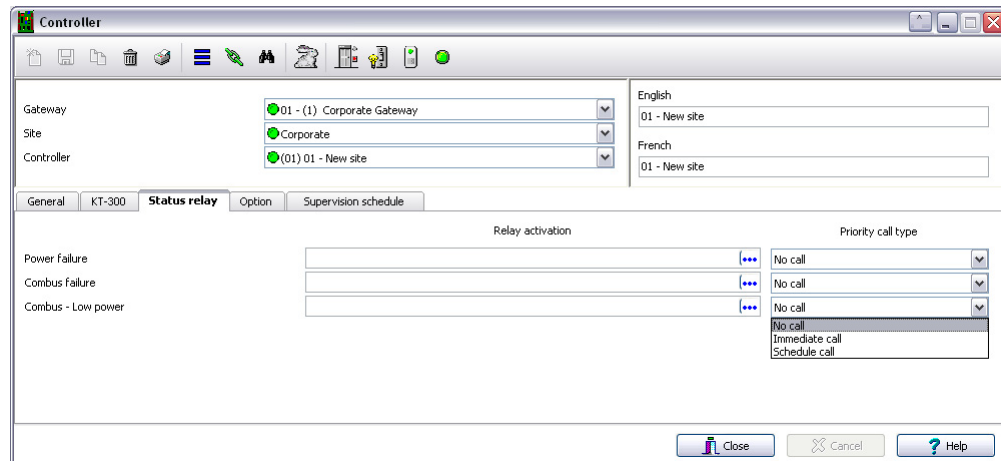 Controller
English
Gateway 01 - (1) Corporate Gateway 01 - New site
Site Corporate
French
Controller (01) 01 - New site 01 - New site
General KT-300 Status relay Option Supervision schedule
Relay activation Priority call type
Power failure No call
Combus failure No call
Combus - Low power No call
No call
Immediate call
Schedule call
Close Cancel ? Help